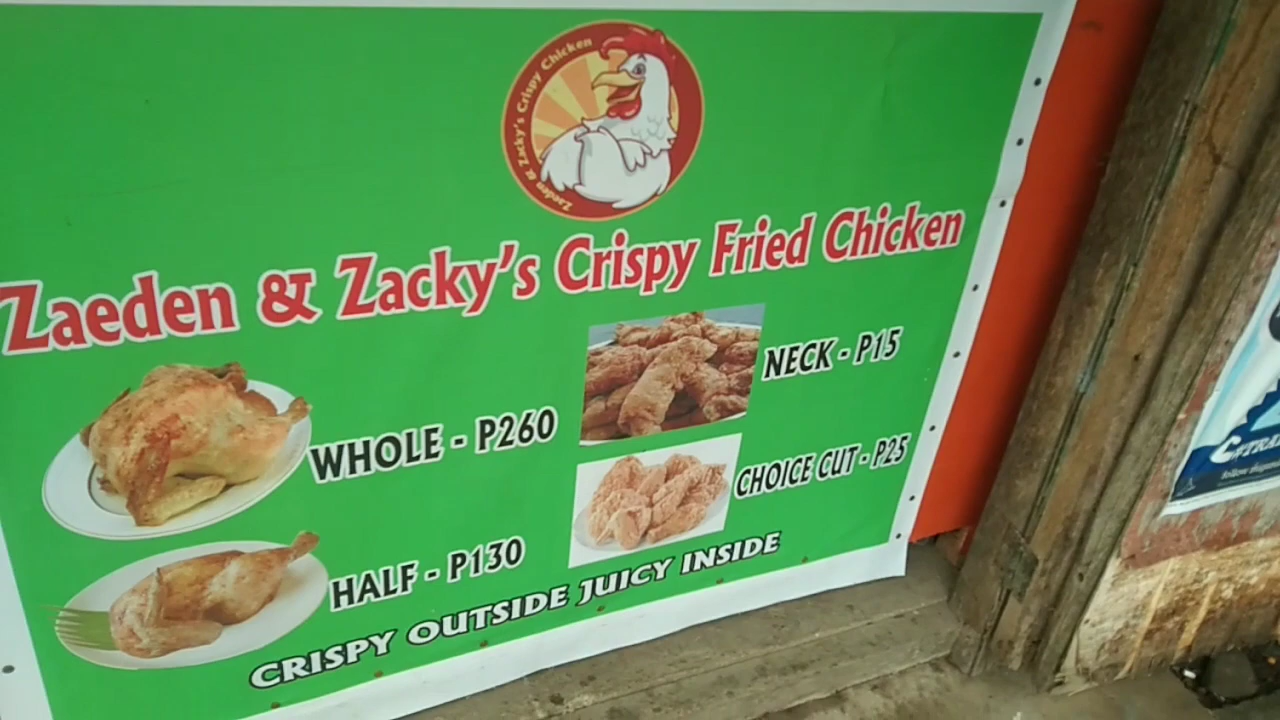 Zaeden & Zacky's Crispy Chicken
Zaeden & Zacky's Crispy Fried Chicken
WHOLE - P260
NECK - P15
CHOICE CUT - P25
HALF - P130
CRISPY OUTSIDE JUICY INSIDE
follow